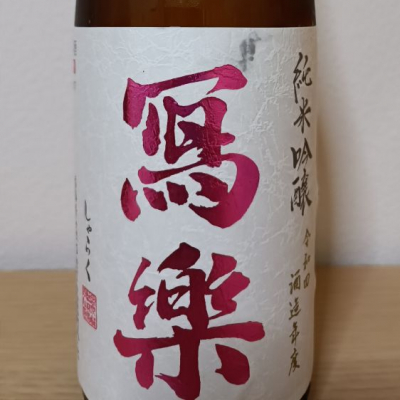 純米吟醸
令和四酒造年度
寫樂
しゃらく